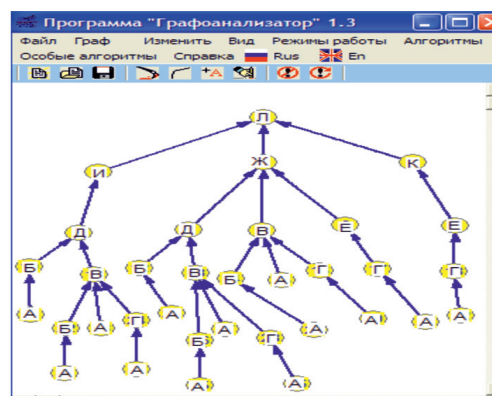 Программа "Графоанализатор" 1.3
Файл Граф Изменить Вид Режимы работы Алгоритмы
Особые алгоритмы Справка Rus En
+A
Л
И Ж К
Д Д В Е Е
Б В Б В Б А Г Г Г
А Б А Г А Б А Г А А А А
А А А А